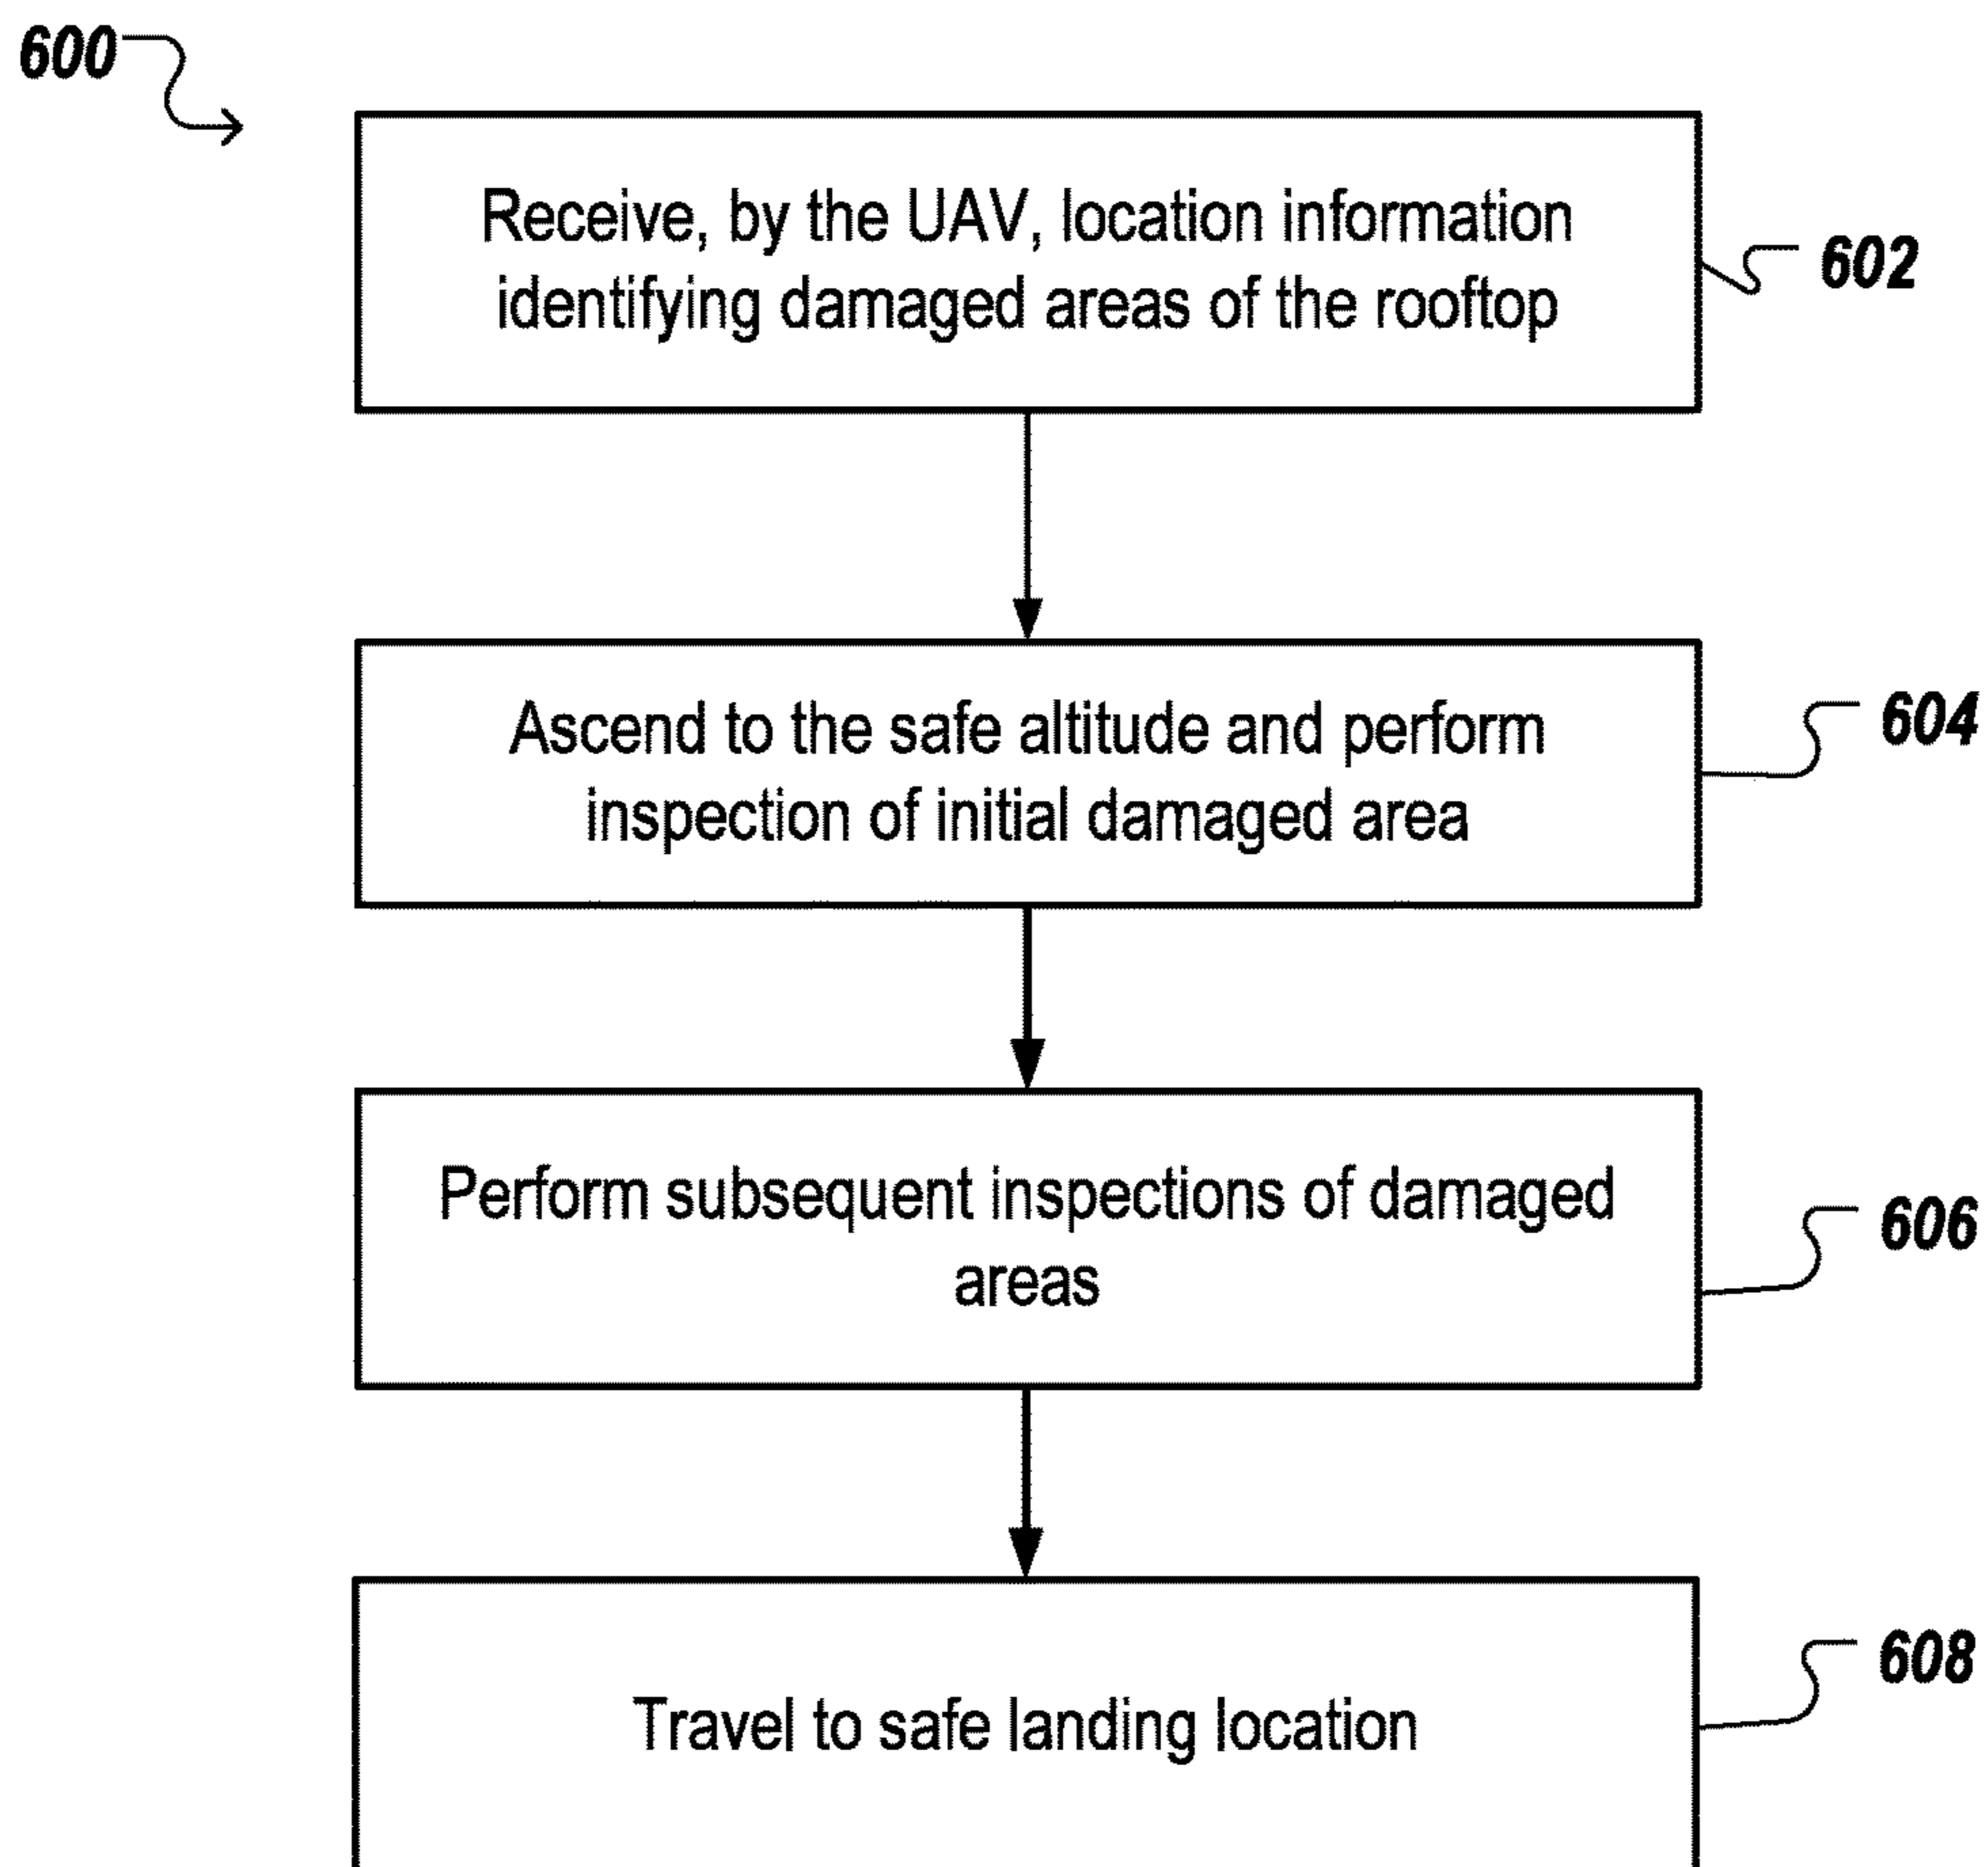 600
Receive, by the UAV, location information
identifying damaged areas of the rooftop
602
Ascend to the safe altitude and perform
inspection of initial damaged area
604
Perform subsequent inspections of damaged
areas
606
Travel to safe landing location
608